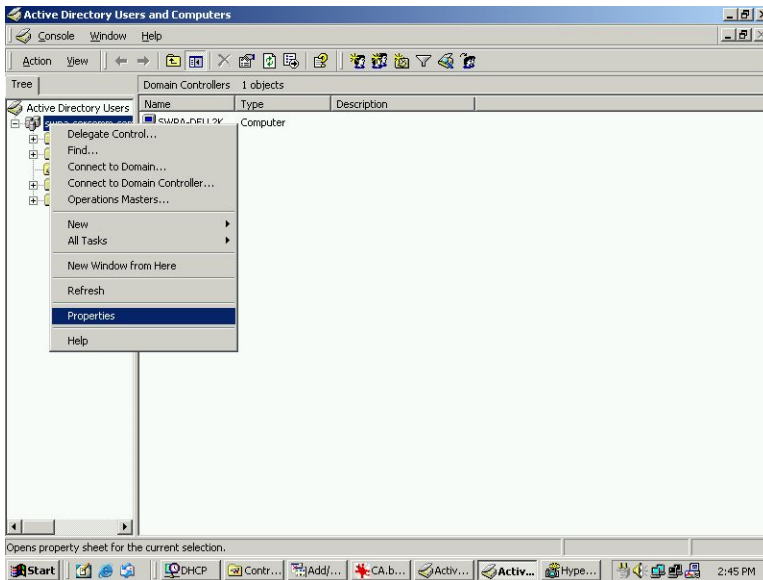 Active Directory Users and Computers
Console Window Help
Action View
Tree
Domain Controllers 1 objects
Active Directory Users
Name Type Description
SWPA-DELL2K Computer
Delegate Control...
Find...
Connect to Domain...
Connect to Domain Controller...
Operations Masters...
New
All Tasks
New Window from Here
Refresh
Properties
Help
Opens property sheet for the current selection.
Start DHCP Contr... Add/... CA.b... Activ... Activ... Hype... 2:45 PM